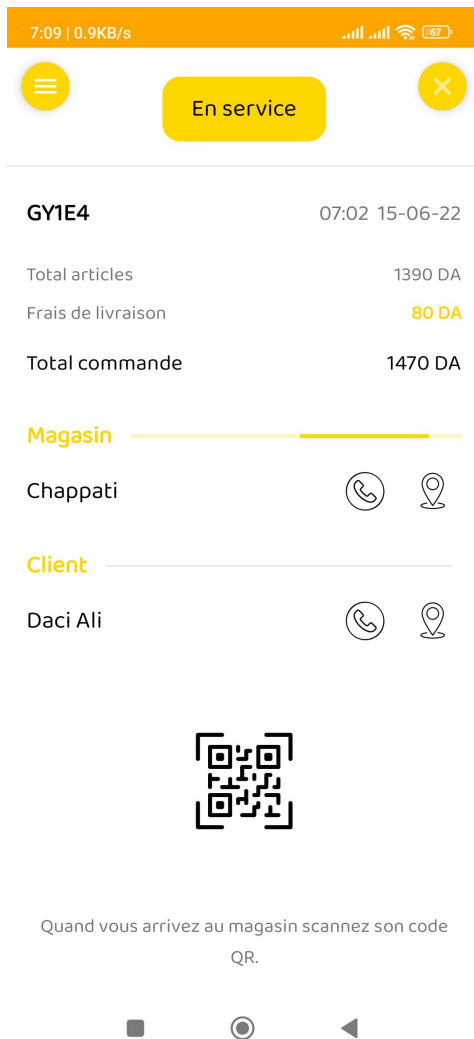 7:09 | 0.9KB/s 67
En service
GY1E4 07:02 15-06-22
Total articles 1390 DA
Frais de livraison 80 DA
Total commande 1470 DA
Magasin
Chappati
Client
Daci Ali
Quand vous arrivez au magasin scannez son code
QR.